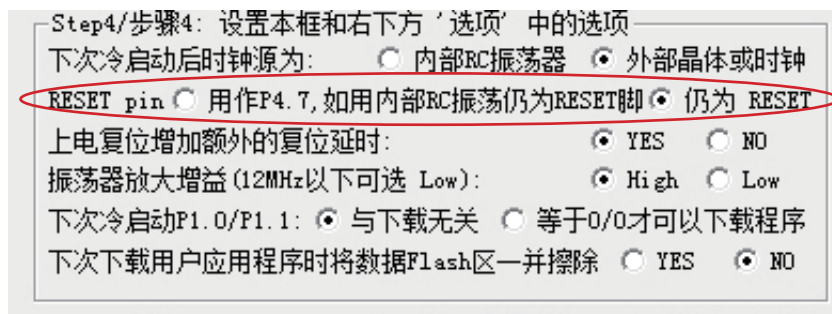 Step4/步骤4: 设置本框和右下方 '选项' 中的选项
下次冷启动后时钟源为: 内部RC振荡器 外部晶体或时钟
RESET pin 用作P4.7,如用内部RC振荡仍为RESET脚 仍为 RESET
上电复位增加额外的复位延时: YES NO
振荡器放大增益(12MHz以下可选 Low): High Low
下次冷启动P1.0/P1.1: 与下载无关 等于0/0才可以下载程序
下次下载用户应用程序时将数据Flash区一并擦除 YES NO